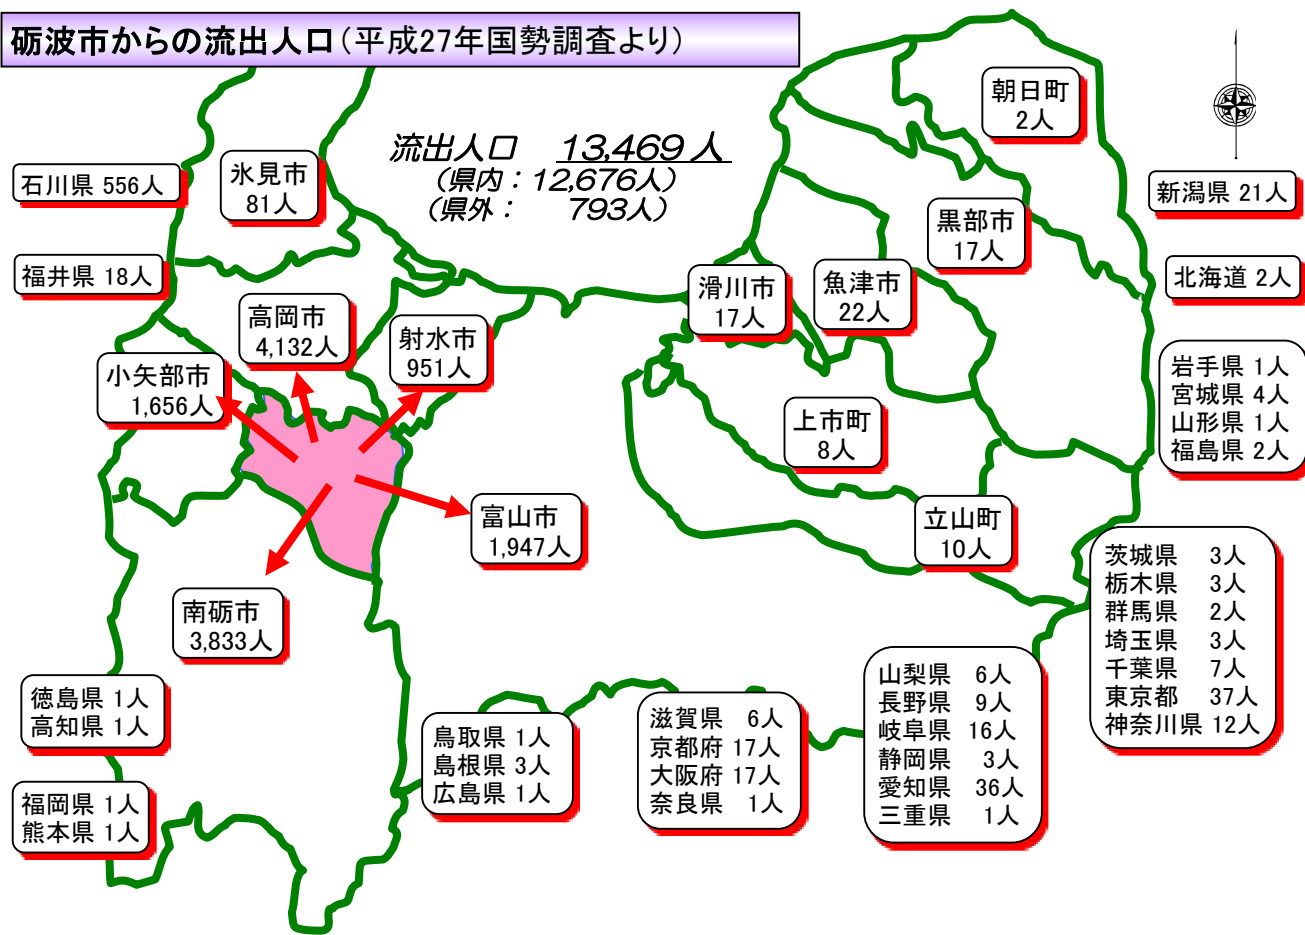 砺波市からの流出人口（平成27年国勢調査より）
流出人口　13,469人
（県内：12,676人）
（県外：　793人）
朝日町
2人
石川県 556人
氷見市
81人
新潟県 21人
黒部市
17人
福井県 18人
北海道 2人
滑川市
17人
魚津市
22人
高岡市
4,132人
射水市
951人
小矢部市
1,656人
岩手県 1人
宮城県 4人
山形県 1人
福島県 2人
上市町
8人
富山市
1,947人
立山町
10人
南砺市
3,833人
茨城県 3人
栃木県 3人
群馬県 2人
埼玉県 3人
千葉県 7人
東京都 37人
神奈川県 12人
徳島県 1人
高知県 1人
鳥取県 1人
島根県 3人
広島県 1人
滋賀県 6人
京都府 17人
大阪府 17人
奈良県 1人
山梨県 6人
長野県 9人
岐阜県 16人
静岡県 3人
愛知県 36人
三重県 1人
福岡県 1人
熊本県 1人